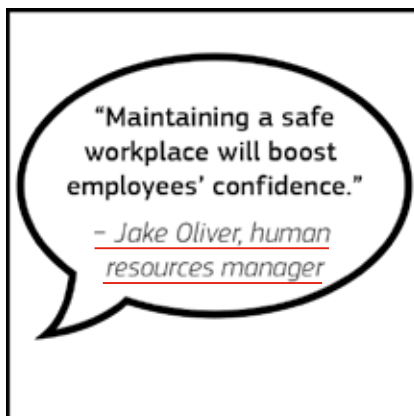 “Maintaining a safe
workplace will boost
employees’ confidence.”
– Jake Oliver, human
resources manager